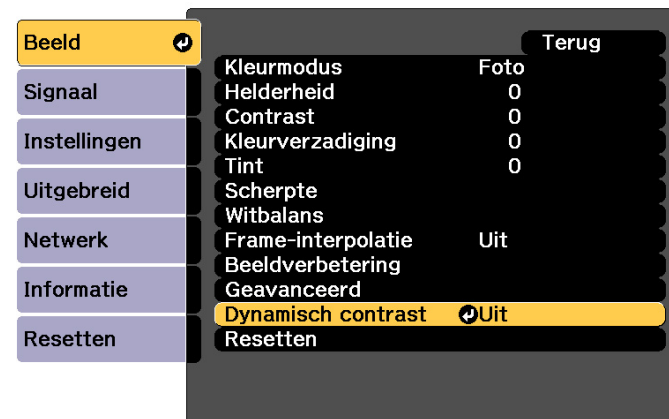 Beeld
Signaal
Instellingen
Uitgebreid
Netwerk
Informatie
Resetten
Terug
Kleurmodus Foto
Helderheid 0
Contrast 0
Kleurverzadiging 0
Tint 0
Scherpte
Witbalans
Frame-interpolatie Uit
Beeldverbetering
Geavanceerd
Dynamisch contrast Uit
Resetten